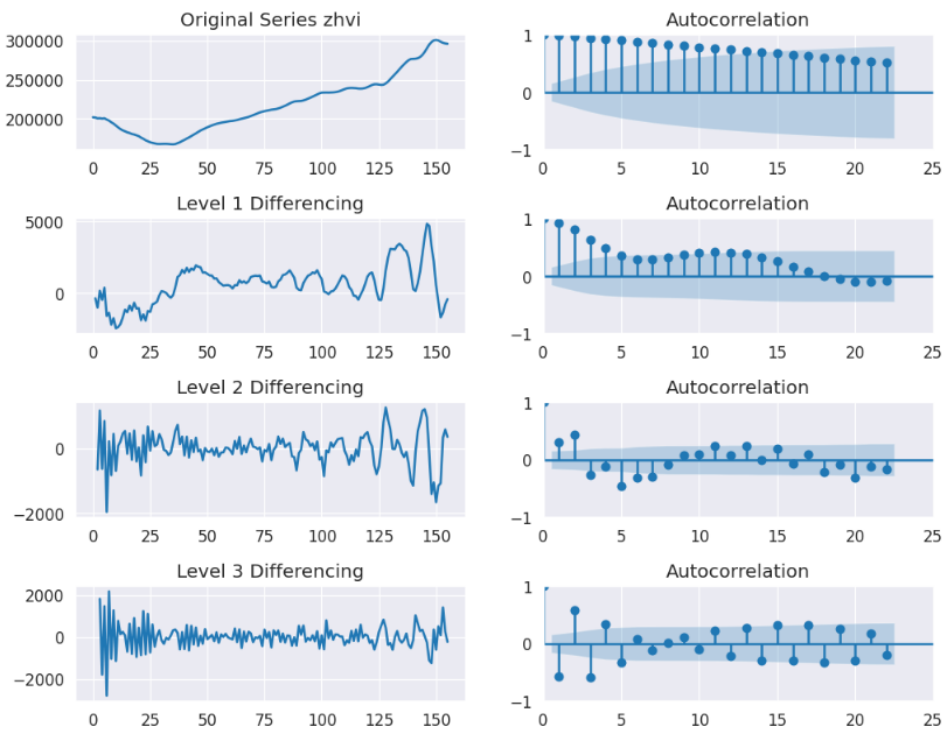 Original Series zhvi
Autocorrelation
300000
250000
200000
0 25 50 75 100 125 150
1
0
−1
0 5 10 15 20 25
Level 1 Differencing
Autocorrelation
5000
0
0 25 50 75 100 125 150
1
0
−1
0 5 10 15 20 25
Level 2 Differencing
Autocorrelation
0
−2000
0 25 50 75 100 125 150
1
0
−1
0 5 10 15 20 25
Level 3 Differencing
Autocorrelation
2000
0
−2000
0 25 50 75 100 125 150
1
0
−1
0 5 10 15 20 25